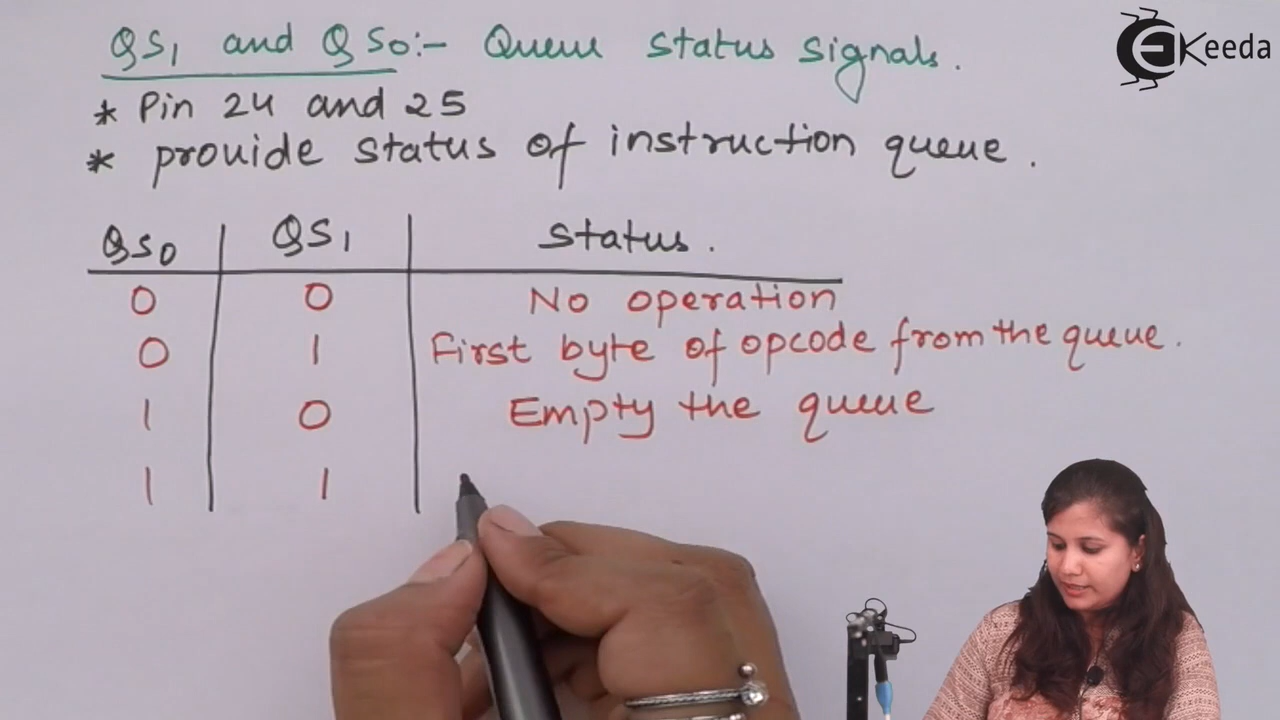 QS1 and QS0:- Queue status signals.
EKeeda
* Pin 24 and 25
* provide status of instruction queue.
QS0 QS1 status.
0 0 No operation
0 1 First byte of opcode from the queue.
1 0 Empty the queue
1 1